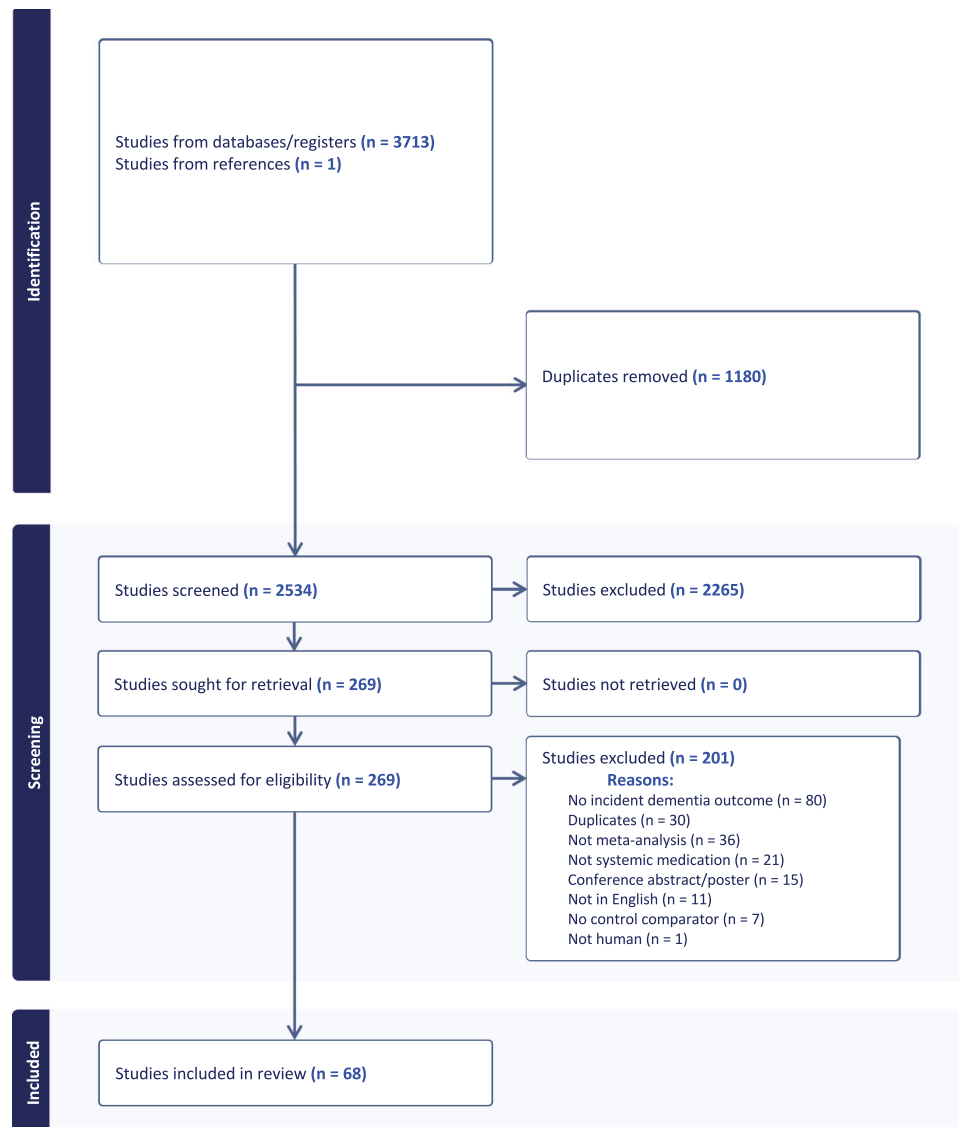 Identification
Studies from databases/registers (n = 3713)
Studies from references (n = 1)
Duplicates removed (n = 1180)
Screening
Studies screened (n = 2534)
Studies excluded (n = 2265)
Studies sought for retrieval (n = 269)
Studies not retrieved (n = 0)
Studies assessed for eligibility (n = 269)
Studies excluded (n = 201)
Reasons:
No incident dementia outcome (n = 80)
Duplicates (n = 30)
Not meta-analysis (n = 36)
Not systemic medication (n = 21)
Conference abstract/poster (n = 15)
Not in English (n = 11)
No control comparator (n = 7)
Not human (n = 1)
Included
Studies included in review (n = 68)